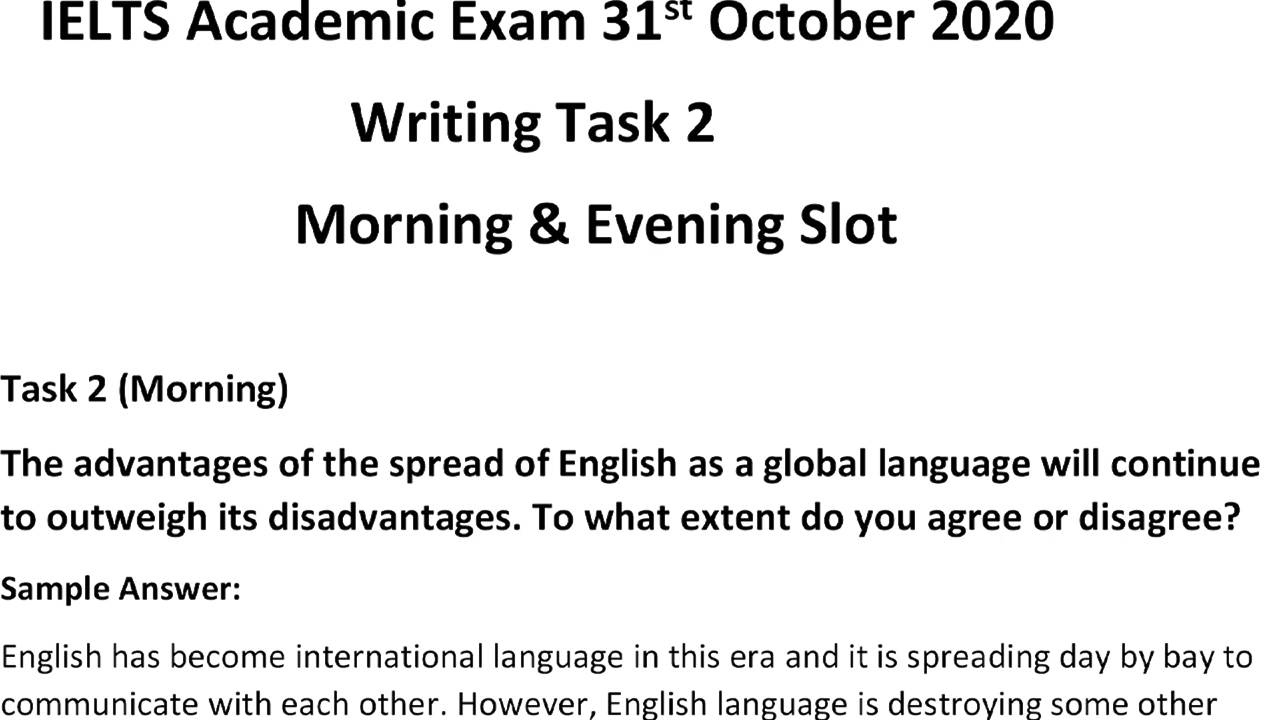 IELTS Academic Exam 31st October 2020
Writing Task 2
Morning & Evening Slot
Task 2 (Morning)
The advantages of the spread of English as a global language will continue
to outweigh its disadvantages. To what extent do you agree or disagree?
Sample Answer:
English has become international language in this era and it is spreading day by bay to
communicate with each other. However, English language is destroying some other